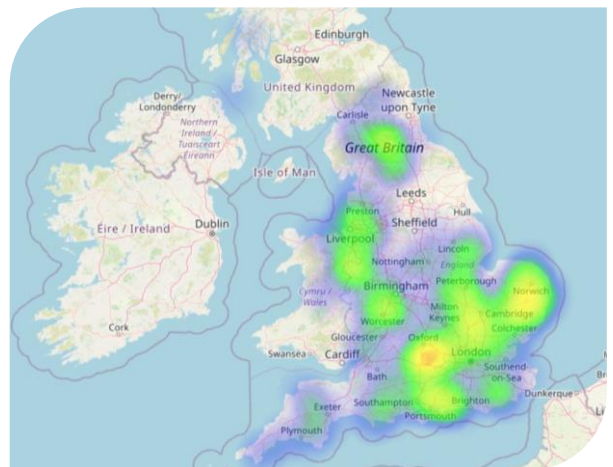 Edinburgh
Glasgow
United Kingdom
Derry/
Londonderry
Newcastle
upon Tyne
Carlisle
Northern
Ireland /
Tuaisceart
Éireann
Great Britain
Isle of Man
Leeds
Preston
Hull
Sheffield
Dublin
Éire / Ireland
Liverpool
Lincoln
Nottingham
England
Peterborough
Birmingham
Norwich
Cymru /
Wales
Milton
Keynes
Cambridge
Worcester
Colchester
Cork
Gloucester
Oxford
Swansea
Cardiff
London
Southend
-on-Sea
Bath
Dunkerque
Exeter
Southampton
Brighton
Portsmouth
Plymouth